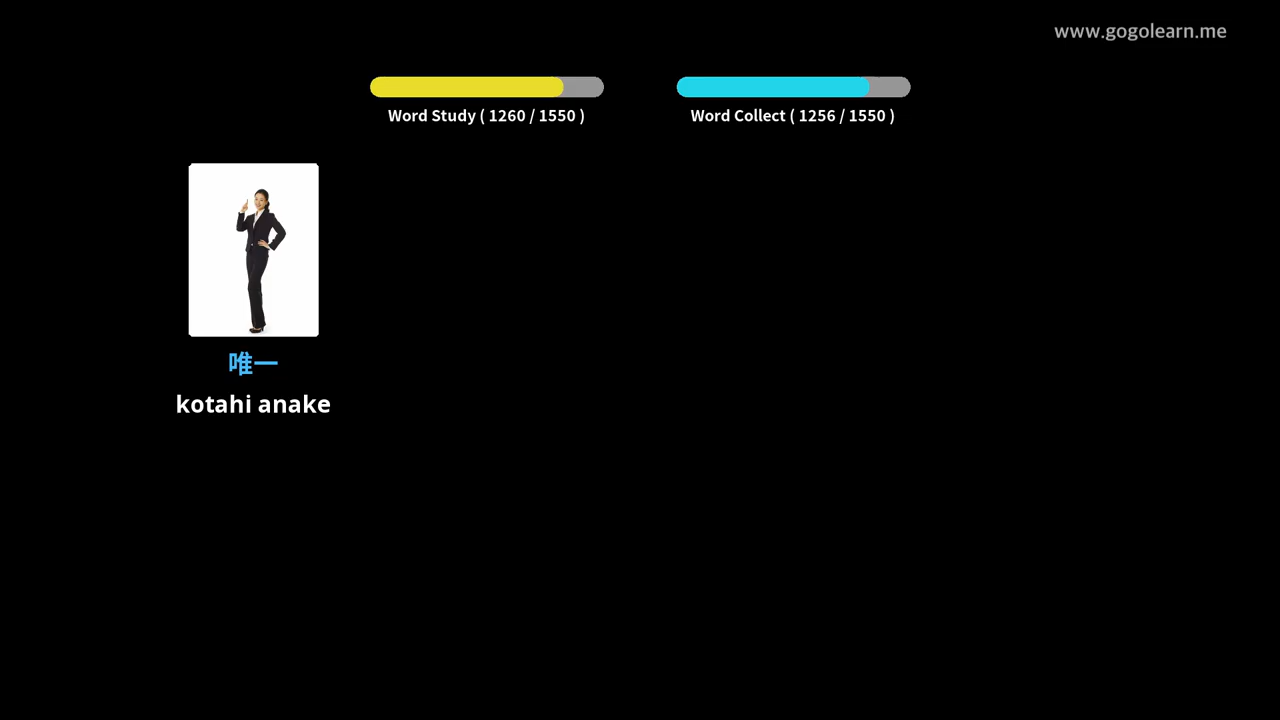 www.gogolearn.me
Word Study ( 1260 / 1550 )
Word Collect ( 1256 / 1550 )
唯一
kotahi anake